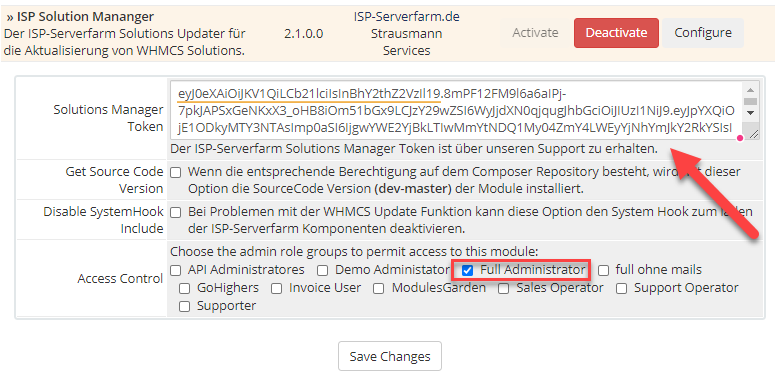 » ISP Solution Mananger
Der ISP-Serverfarm Solutions Updater für
die Aktualisierung von WHMCS Solutions.
2.1.0.0
ISP-Serverfarm.de
Strausmann
Services
Activate
Deactivate
Configure
Solutions Manager
Token
eyJ0eXAiOiJKV1QiLCb21lciIsInBhY2thZ2VzIl19.8mPF12FM9l6a6aIPj-
7pkJAPSxGeNKxX3_oHB8iOm51bGx9LCJzY29wZSI6WyJjdXN0qjqugJhbGciOiJIUzI1NiJ9.eyJpYXQiO
jE1ODkyMTY3NTAsImp0aSI6IjgwYWE2YjBkLTIwMmYtNDQ1My04ZmY4LWEyYjNhYmJkY2RkYSIsI
Der ISP-Serverfarm Solutions Manager Token ist über unseren Support zu erhalten.
Get Source Code
Version
Wenn die entsprechende Berechtigung auf dem Composer Repository besteht, wird mit dieser
Option die SourceCode Version (dev-master) der Module installiert.
Disable SystemHook
Include
Bei Problemen mit der WHMCS Update Funktion kann diese Option den System Hook zum laden
der ISP-Serverfarm Komponenten deaktivieren.
Access Control
Choose the admin role groups to permit access to this module:
API Administratores Demo Administator Full Administrator full ohne mails
GoHighers Invoice User ModulesGarden Sales Operator Support Operator
Supporter
Save Changes